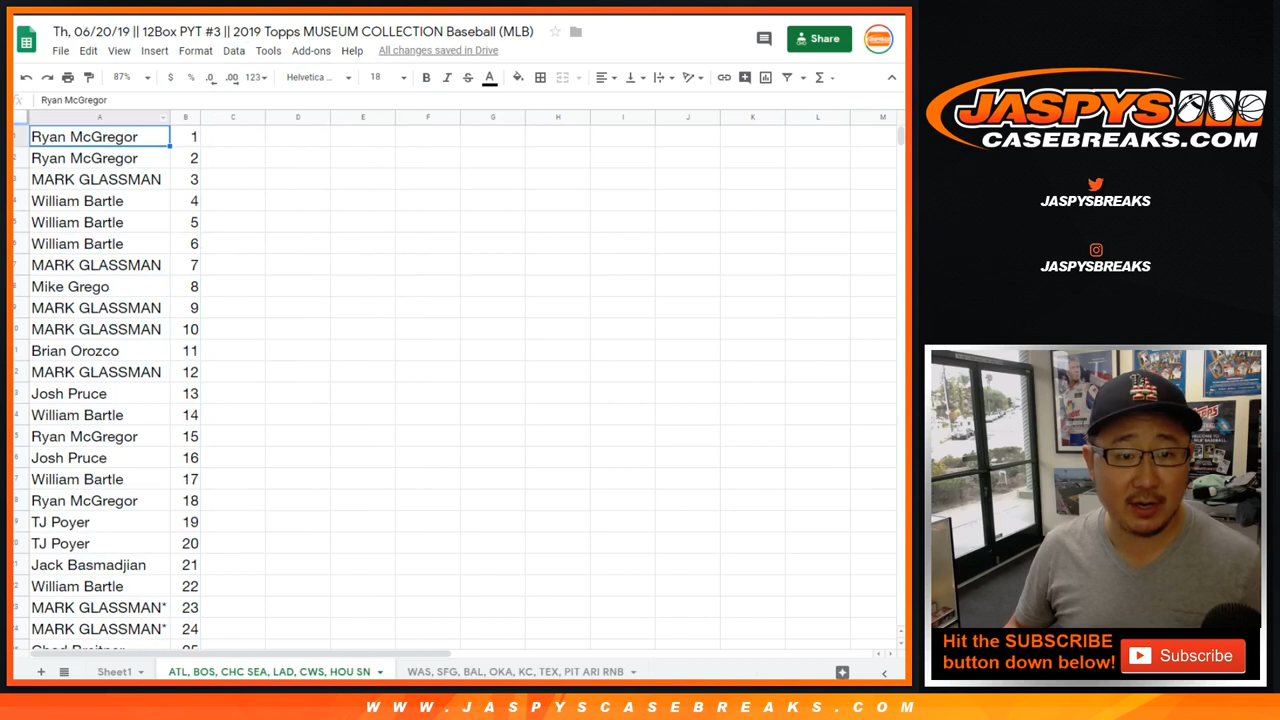 Th, 06/20/19 || 12Box PYT #3 || 2019 Topps MUSEUM COLLECTION Baseball (MLB)
File Edit View Insert Format Data Tools Add-ons Help All changes saved in Drive
Share
87% $ % .0 .00 123 Helvetica ... 18 B I S A
Ryan McGregor
A B C D E F G H I J K L M
Ryan McGregor 1
Ryan McGregor 2
MARK GLASSMAN 3
William Bartle 4
William Bartle 5
William Bartle 6
MARK GLASSMAN 7
Mike Grego 8
MARK GLASSMAN 9
MARK GLASSMAN 10
Brian Orozco 11
MARK GLASSMAN 12
Josh Pruce 13
William Bartle 14
Ryan McGregor 15
Josh Pruce 16
William Bartle 17
Ryan McGregor 18
TJ Poyer 19
TJ Poyer 20
Jack Basmadjian 21
William Bartle 22
MARK GLASSMAN* 23
MARK GLASSMAN* 24
Sheet1 ATL, BOS, CHC SEA, LAD, CWS, HOU SN WAS, SFG, BAL, OKA, KC, TEX, PIT ARI RNB
JASPYS
CASEBREAKS.COM
JASPYSBREAKS
JASPYSBREAKS
Hit the SUBSCRIBE
button down below!
Subscribe
WWW.JASPYSCASEBREAKS.COM